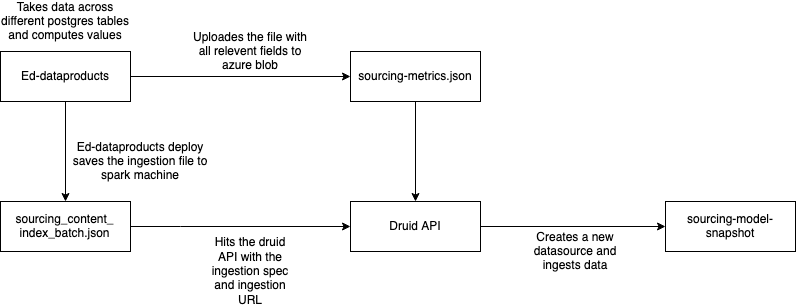 Takes data across
different postgres tables
and computes values
Uploades the file with
all relevent fields to
azure blob
Ed-dataproducts
sourcing-metrics.json
Ed-dataproducts deploy
saves the ingestion file to
spark machine
sourcing_content_
index_batch.json
Druid API
sourcing-model-
snapshot
Hits the druid
API with the
ingestion spec
and ingestion
URL
Creates a new
datasource and
ingests data